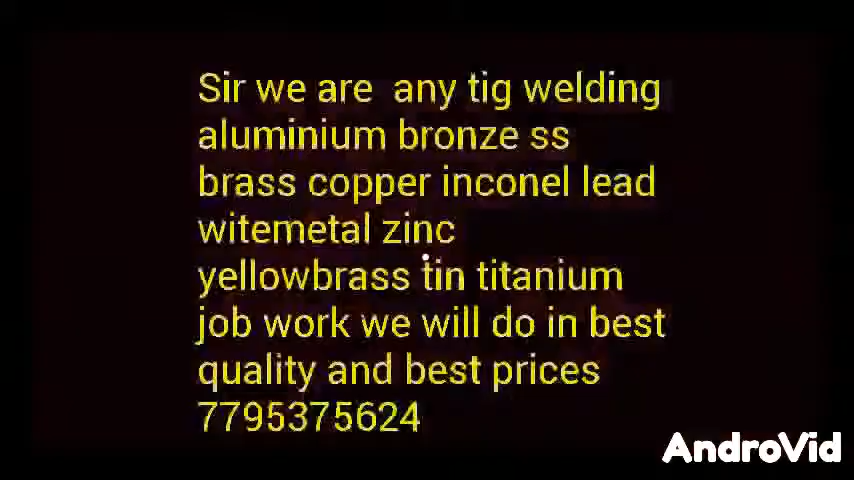 Sir we are  any tig welding
aluminium bronze ss
brass copper inconel lead
witemetal zinc
yellowbrass tin titanium
job work we will do in best
quality and best prices
7795375624
AndroVid